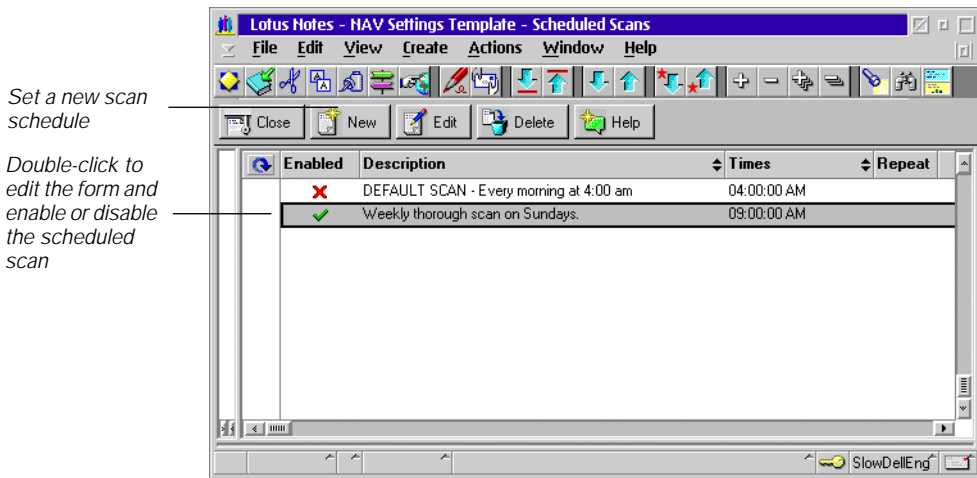 Lotus Notes - NAV Settings Template - Scheduled Scans
File Edit View Create Actions Window Help
Set a new scan
schedule
Close New Edit Delete Help
Double-click to
edit the form and
enable or disable
the scheduled
scan
Enabled Description Times Repeat
DEFAULT SCAN - Every morning at 4:00 am 04:00:00 AM
Weekly thorough scan on Sundays. 09:00:00 AM
SlowDellEng